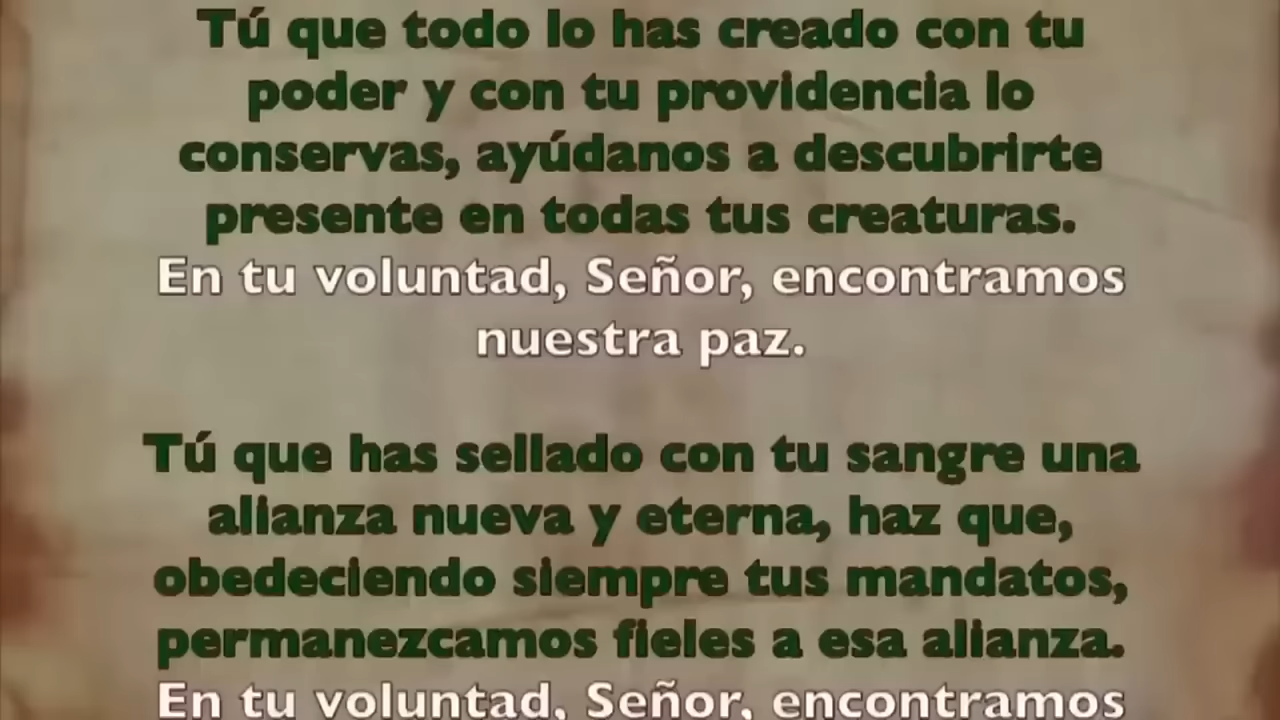 Tú que todo lo has creado con tu
poder y con tu providencia lo
conservas, ayúdanos a descubrirte
presente en todas tus creaturas.
En tu voluntad, Señor, encontramos
nuestra paz.
Tú que has sellado con tu sangre una
alianza nueva y eterna, haz que,
obedeciendo siempre tus mandatos,
permanezcamos fieles a esa alianza.
En tu voluntad, Señor, encontramos